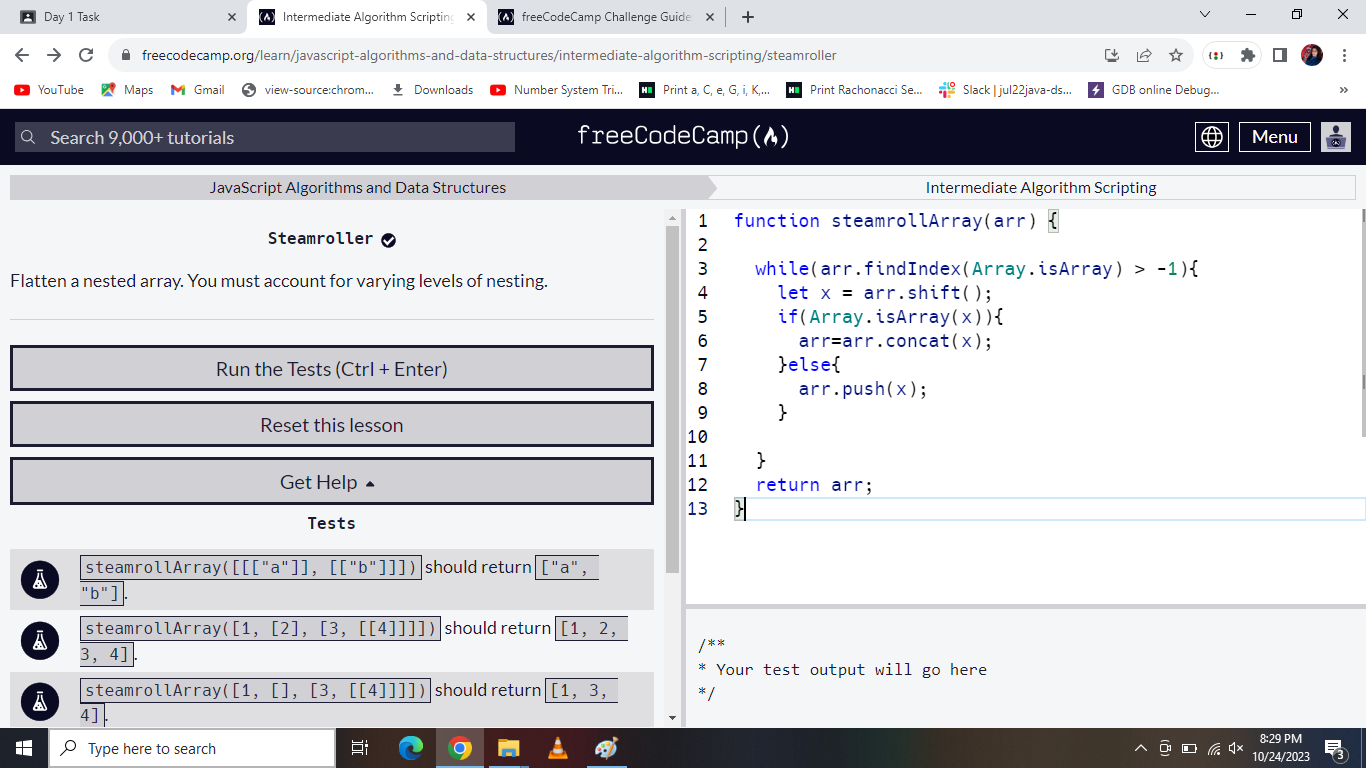 Day 1 Task
Intermediate Algorithm Scripting
freeCodeCamp Challenge Guide
freecodecamp.org/learn/javascript-algorithms-and-data-structures/intermediate-algorithm-scripting/steamroller
YouTube
Maps
Gmail
view-source:chrom...
Downloads
Number System Tri...
Print a, C, e, G, i, K,...
Print Rachonacci Se...
Slack | jul22java-ds...
GDB online Debug...
»
Search 9,000+ tutorials
freeCodeCamp
Menu
JavaScript Algorithms and Data Structures
Intermediate Algorithm Scripting
Steamroller
Flatten a nested array. You must account for varying levels of nesting.
Run the Tests (Ctrl + Enter)
Reset this lesson
Get Help
Tests
steamrollArray([[["a"]], [["b"]]]) should return ["a",
"b"].
steamrollArray([1, [2], [3, [[4]]]]) should return [1, 2,
3, 4].
steamrollArray([1, [], [3, [[4]]]]) should return [1, 3,
4].
1 function steamrollArray(arr) {
2
3 while(arr.findIndex(Array.isArray) > -1){
4 let x = arr.shift();
5 if(Array.isArray(x)){
6 arr=arr.concat(x);
7 }else{
8 arr.push(x);
9 }
10
11 }
12 return arr;
13 }
/**
* Your test output will go here
*/
Type here to search
8:29 PM
10/24/2023
3